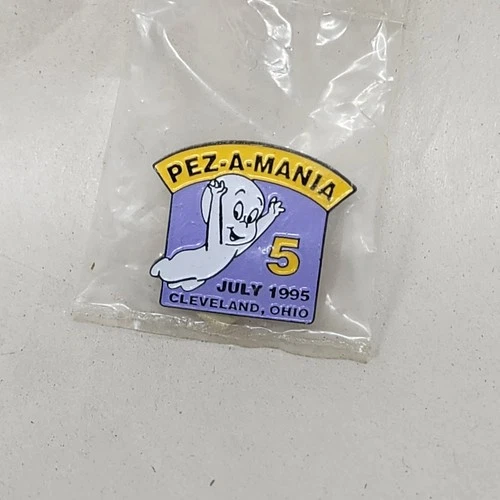 PEZ-A-MANIA
5
JULY 1995
CLEVELAND, OHIO